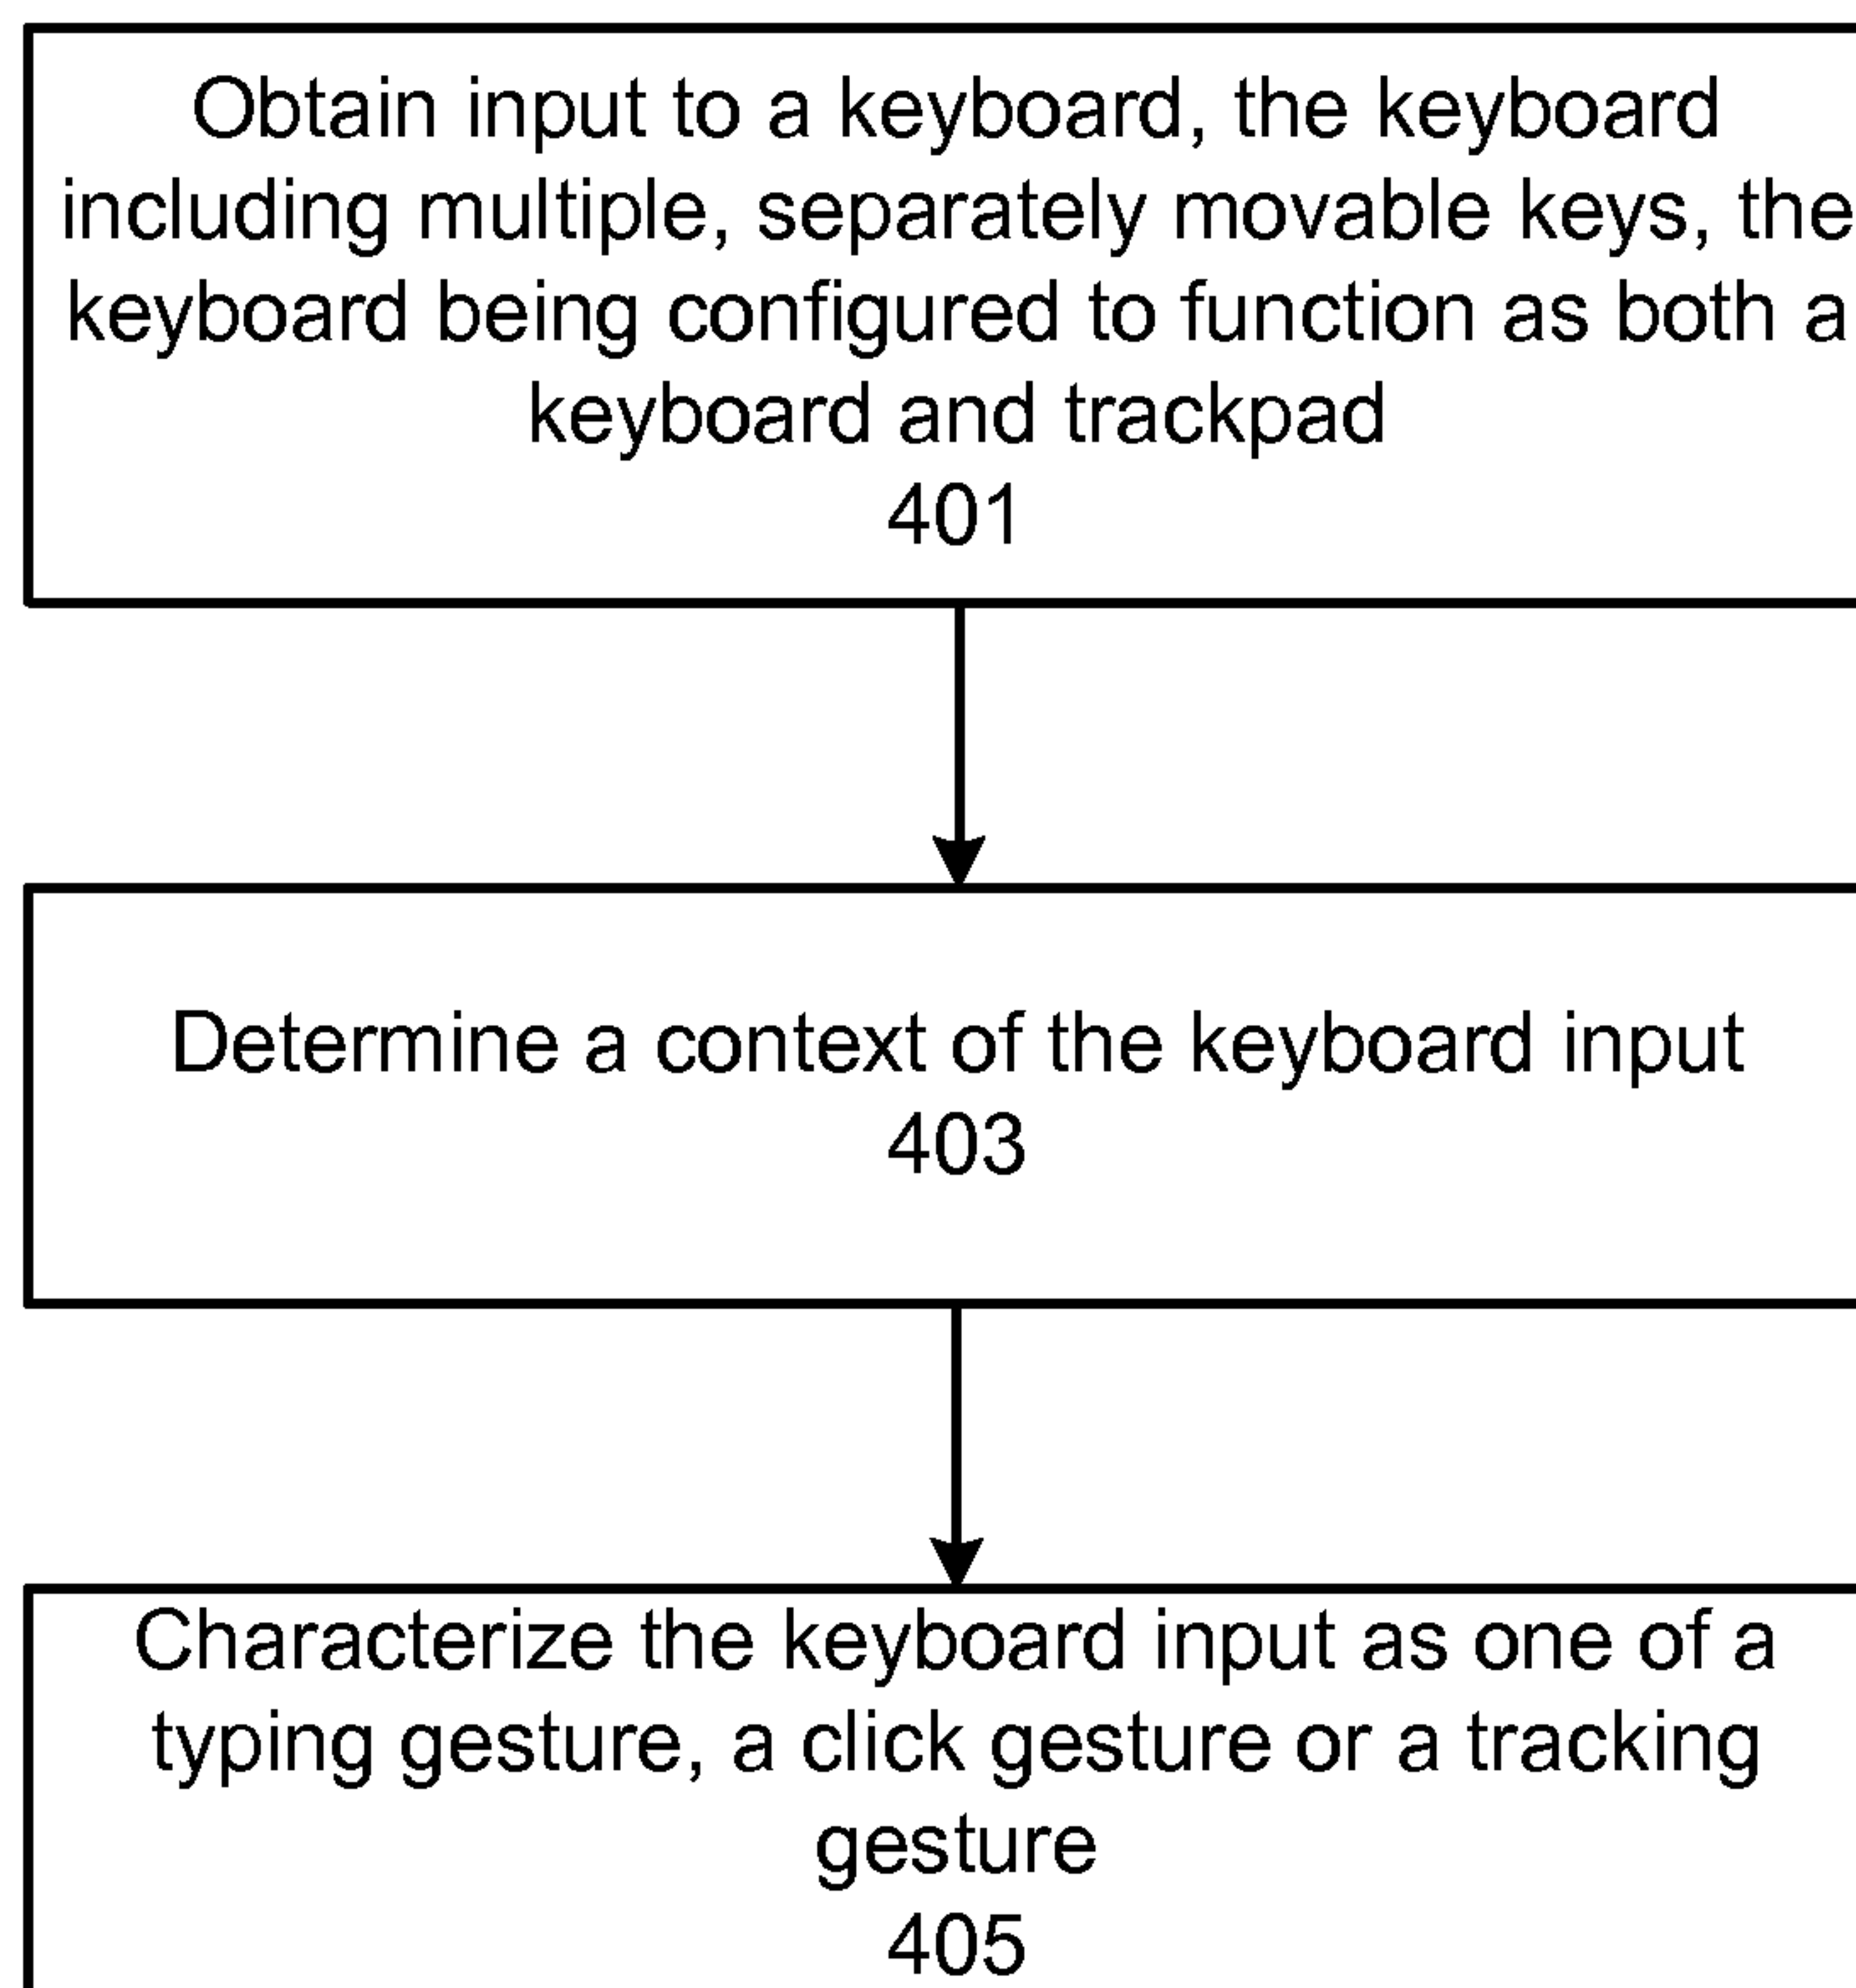 Obtain input to a keyboard, the keyboard
including multiple, separately movable keys, the
keyboard being configured to function as both a
keyboard and trackpad
401
Determine a context of the keyboard input
403
Characterize the keyboard input as one of a
typing gesture, a click gesture or a tracking
gesture
405